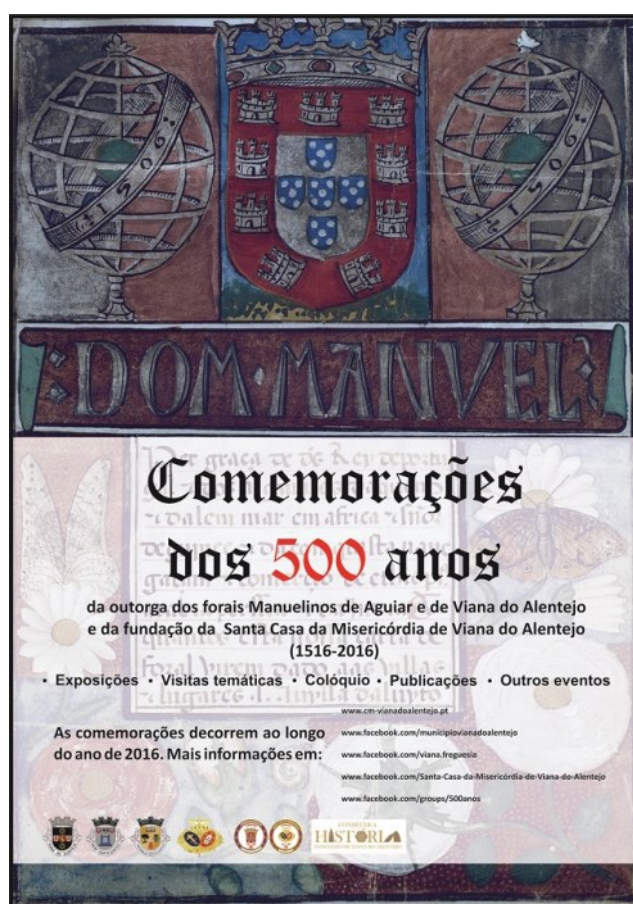 DOM·MANVEL
Comemorações
dos 500 anos
da outorga dos forais Manuelinos de Aguiar e de Viana do Alentejo
e da fundação da Santa Casa da Misericórdia de Viana do Alentejo
(1516-2016)
• Exposições • Visitas temáticas • Colóquio • Publicações • Outros eventos
www.cm-vianadoalentejo.pt
As comemorações decorrem ao longo
do ano de 2016. Mais informações em:
www.facebook.com/municipiovianadoalentejo
www.facebook.com/viana.freguesia
www.facebook.com/Santa-Casa-da-Misericórdia-de-Viana-do-Alentejo
www.facebook.com/groups/500anos
CONHECER A
HISTÓRIA